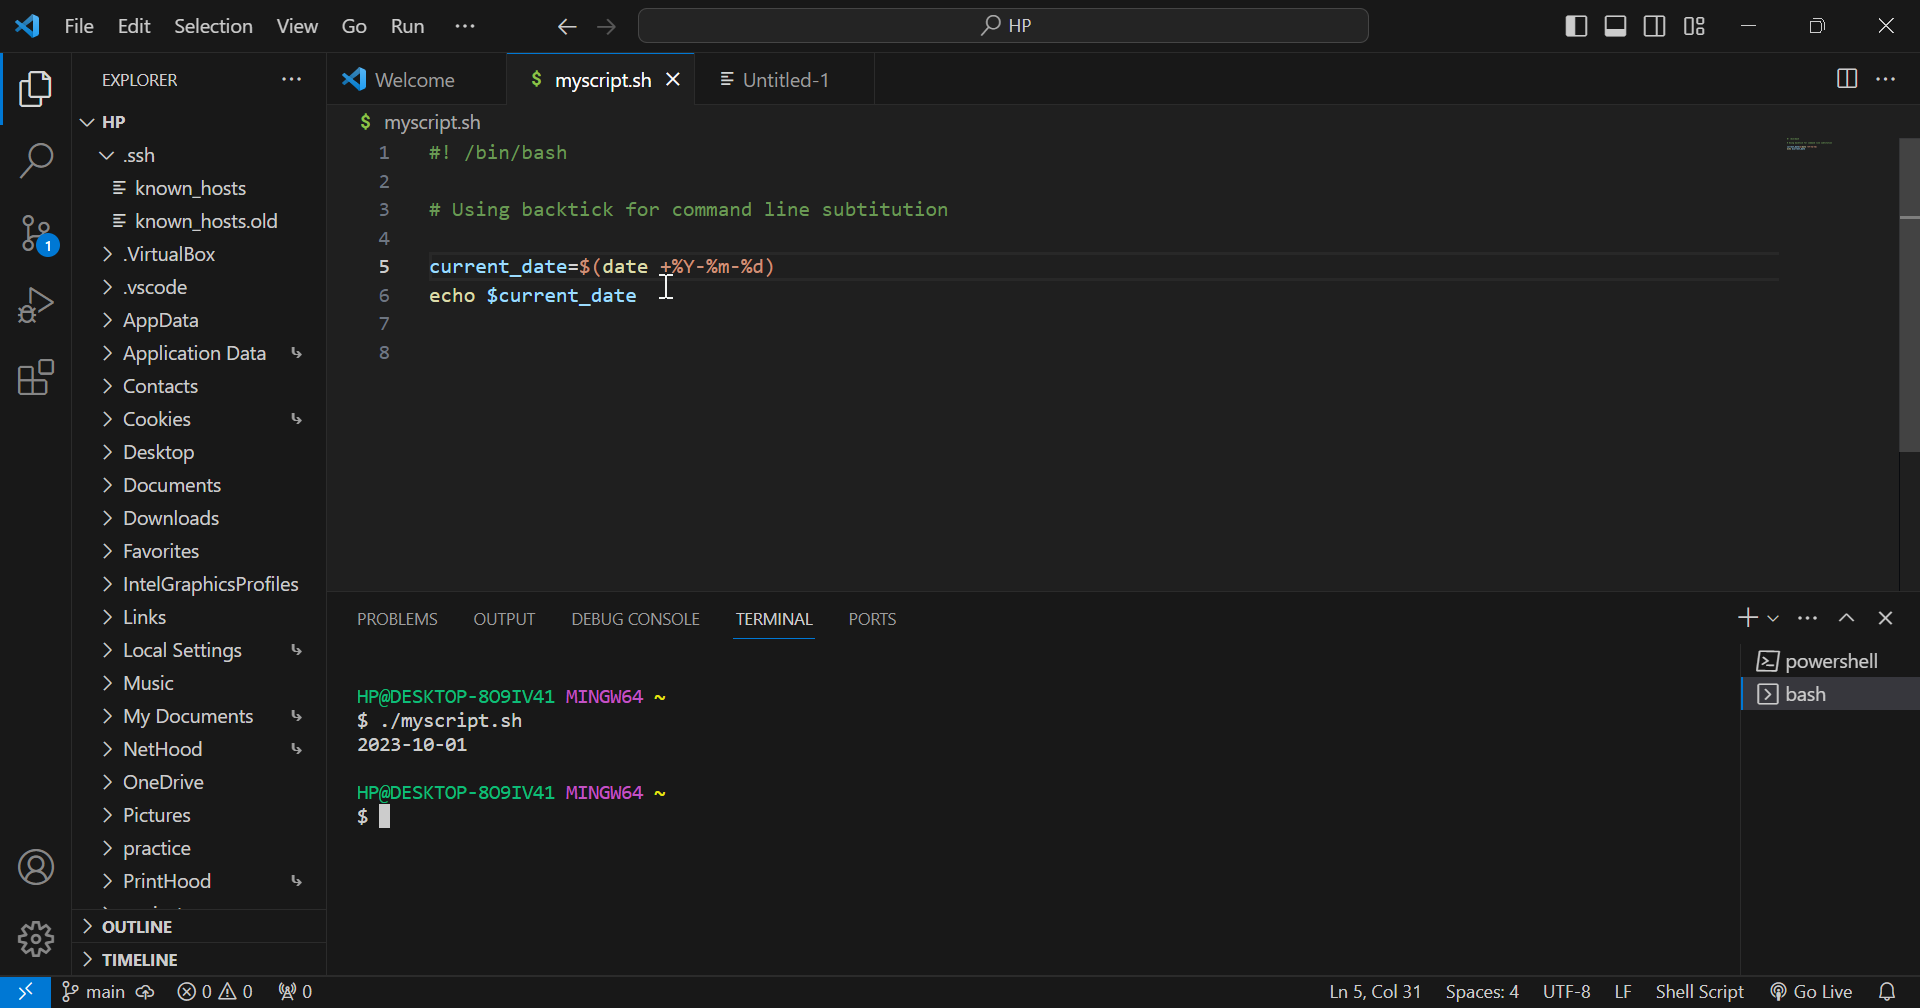 File Edit Selection View Go Run ··· HP
EXPLORER ···
HP
.ssh
known_hosts
known_hosts.old
.VirtualBox
.vscode
AppData
Application Data
Contacts
Cookies
Desktop
Documents
Downloads
Favorites
IntelGraphicsProfiles
Links
Local Settings
Music
My Documents
NetHood
OneDrive
Pictures
practice
PrintHood
OUTLINE
TIMELINE
1
Welcome $ myscript.sh Untitled-1
$ myscript.sh
1 #! /bin/bash
2
3 # Using backtick for command line subtitution
4
5 current_date=$(date +%Y-%m-%d)
6 echo $current_date
7
8
PROBLEMS OUTPUT DEBUG CONSOLE TERMINAL PORTS
HP@DESKTOP-8O9IV41 MINGW64 ~
$ ./myscript.sh
2023-10-01
HP@DESKTOP-8O9IV41 MINGW64 ~
$
powershell
bash
main 0 0 0 Ln 5, Col 31 Spaces: 4 UTF-8 LF Shell Script Go Live